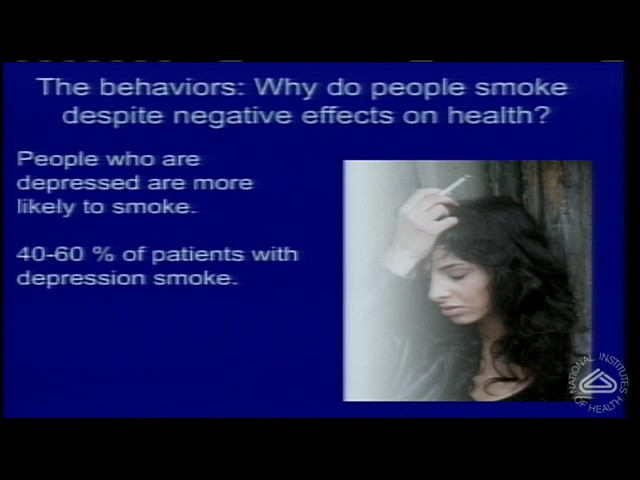 The behaviors: Why do people smoke
despite negative effects on health?
People who are
depressed are more
likely to smoke.
40-60 % of patients with
depression smoke.
NATIONAL INSTITUTES
OF HEALTH